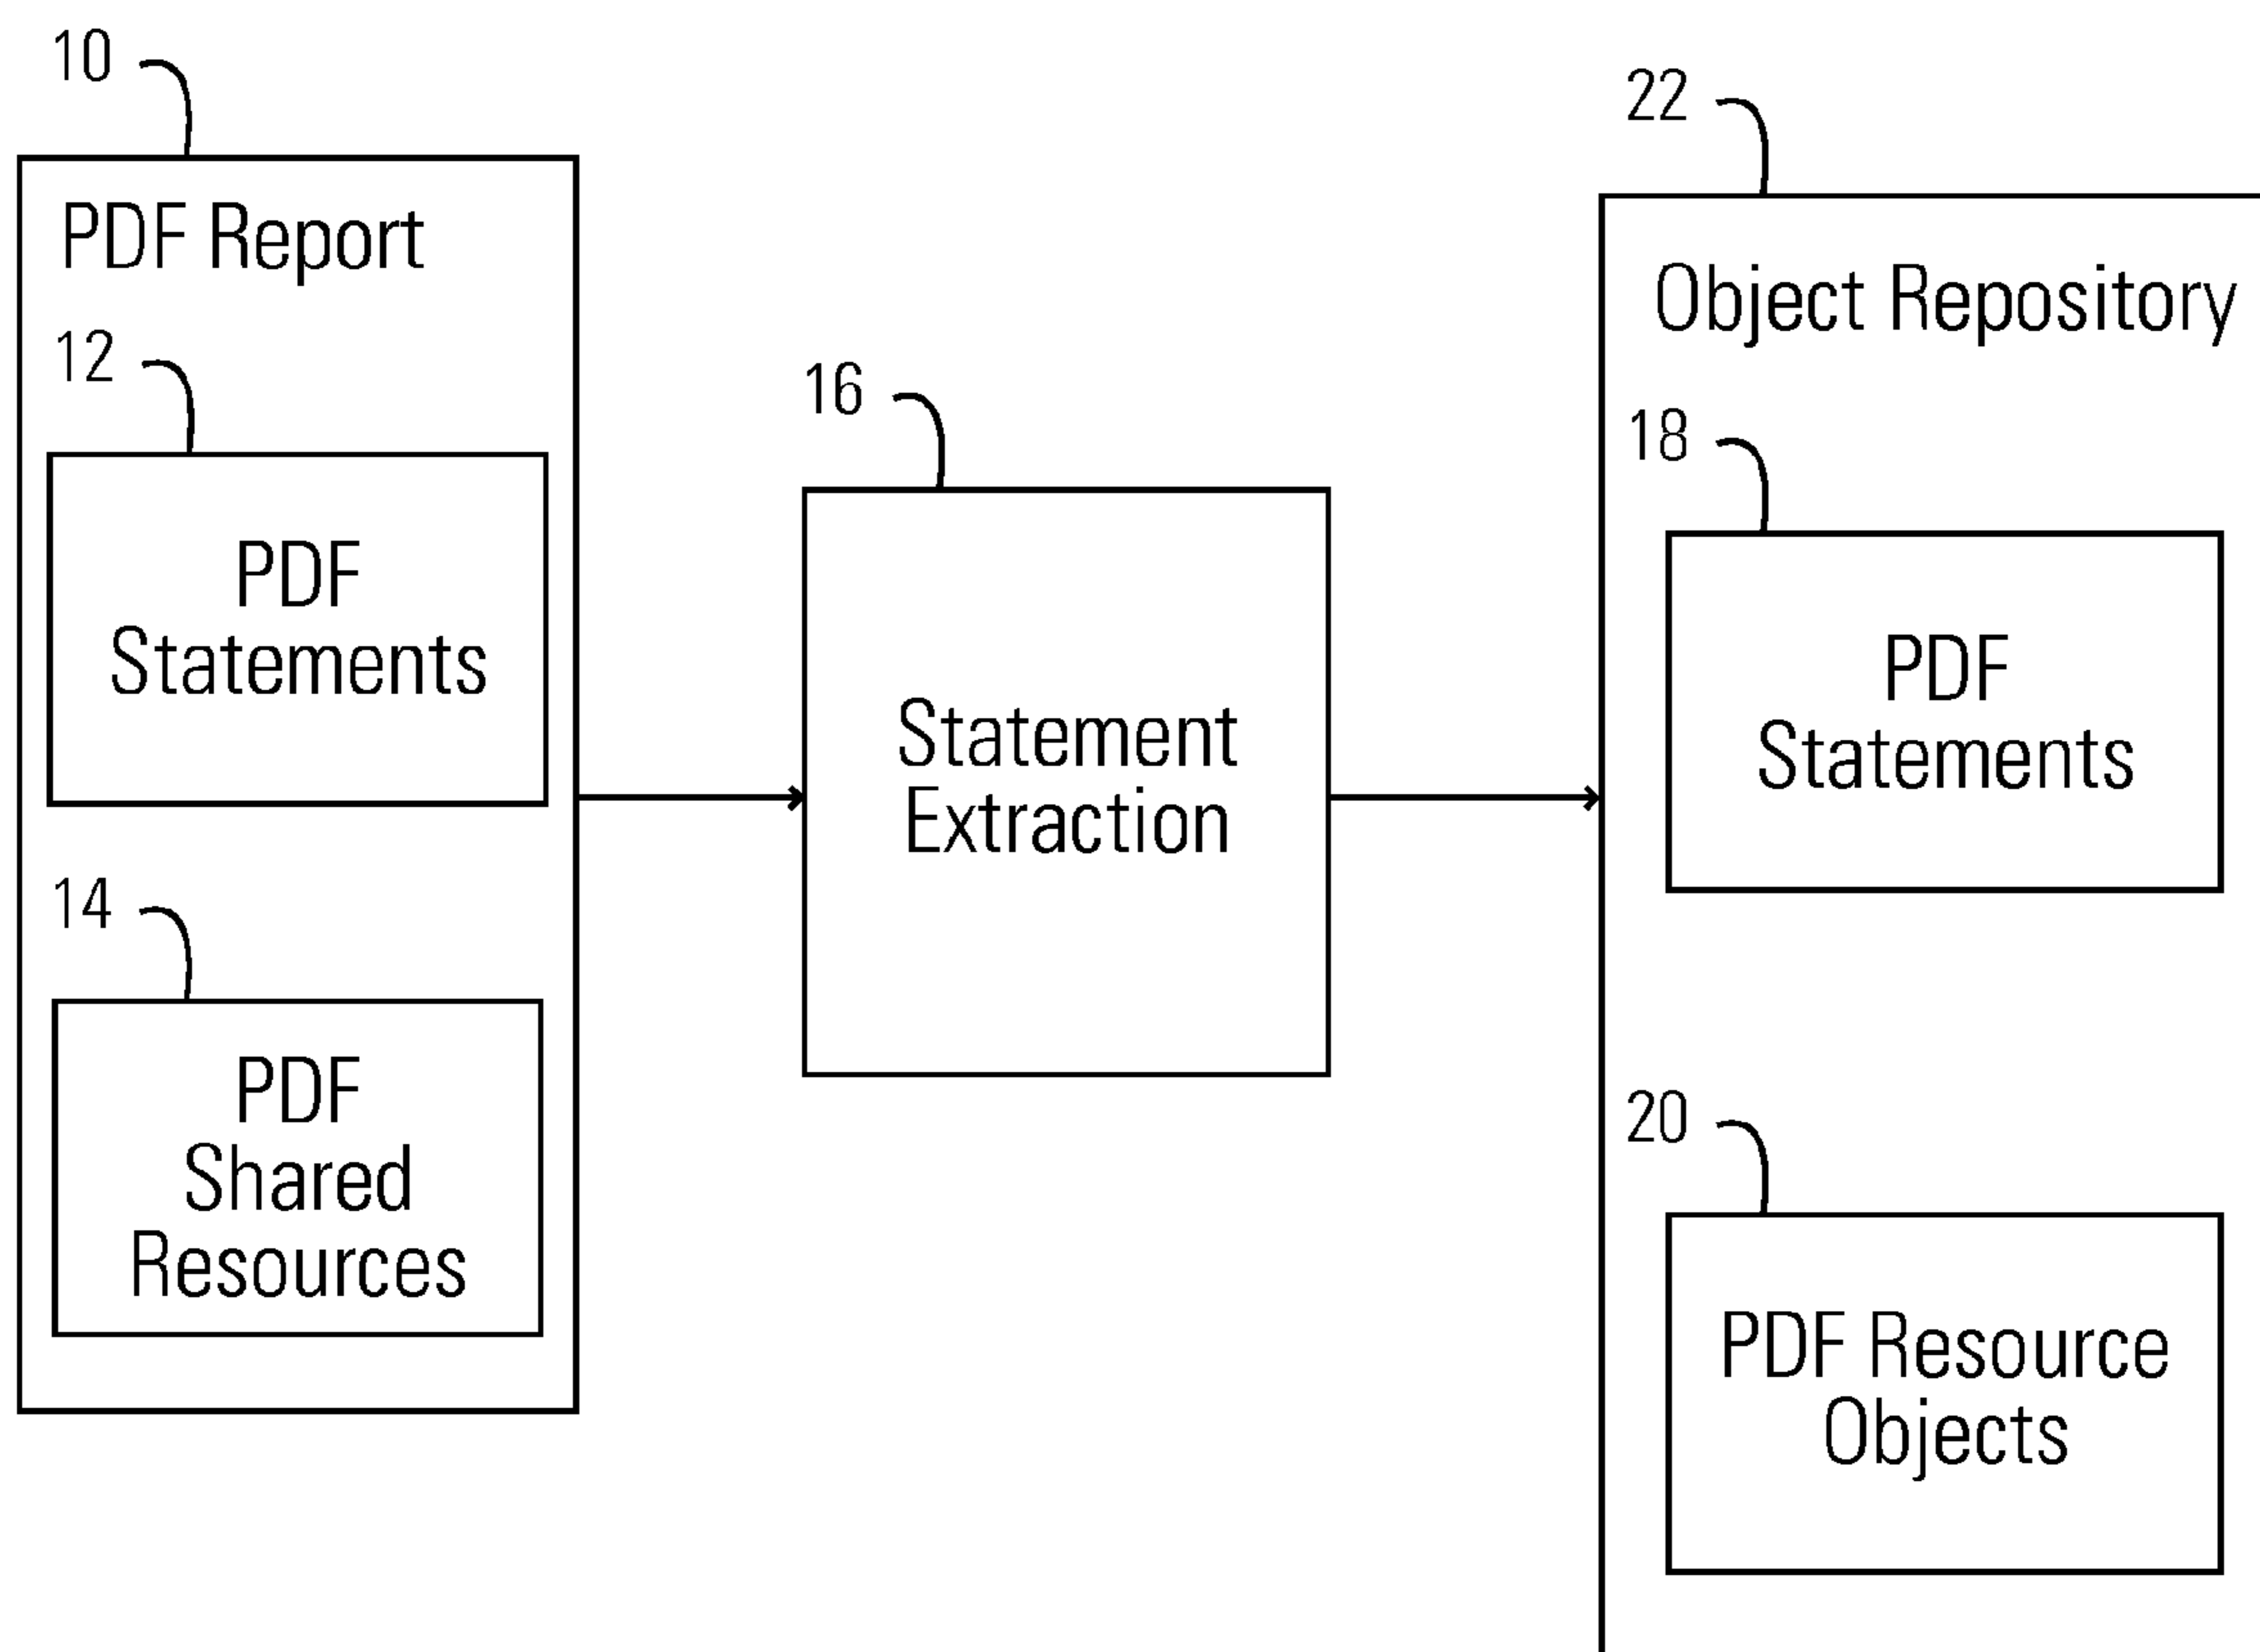 10
PDF Report
12
PDF
Statements
14
PDF
Shared
Resources
16
Statement
Extraction
22
Object Repository
18
PDF
Statements
20
PDF Resource
Objects